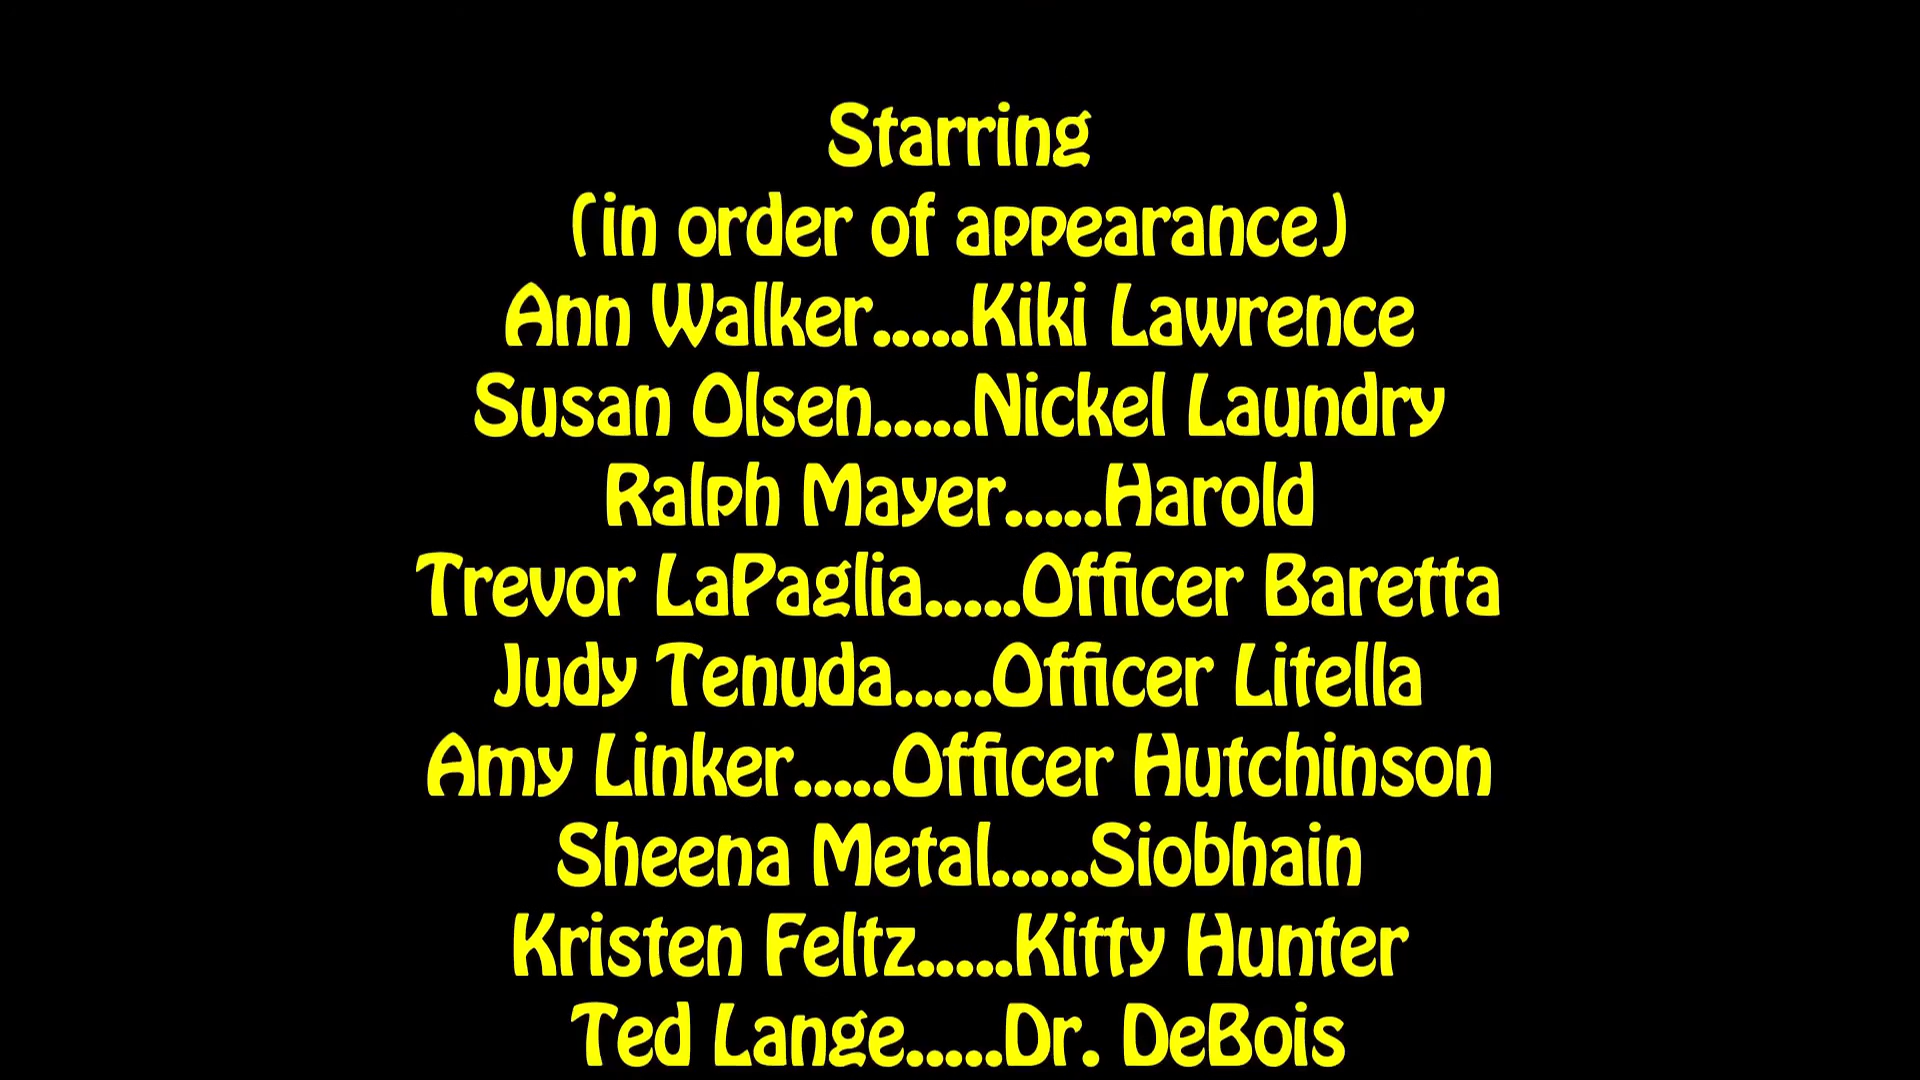 Starring
(in order of appearance)
Ann Walker.....Kiki Lawrence
Susan Olsen.....Nickel Laundry
Ralph Mayer.....Harold
Trevor LaPaglia.....Officer Baretta
Judy Tenuda.....Officer Litella
Amy Linker.....Officer Hutchinson
Sheena Metal.....Siobhain
Kristen Feltz.....Kitty Hunter
Ted Lange.....Dr. DeBois